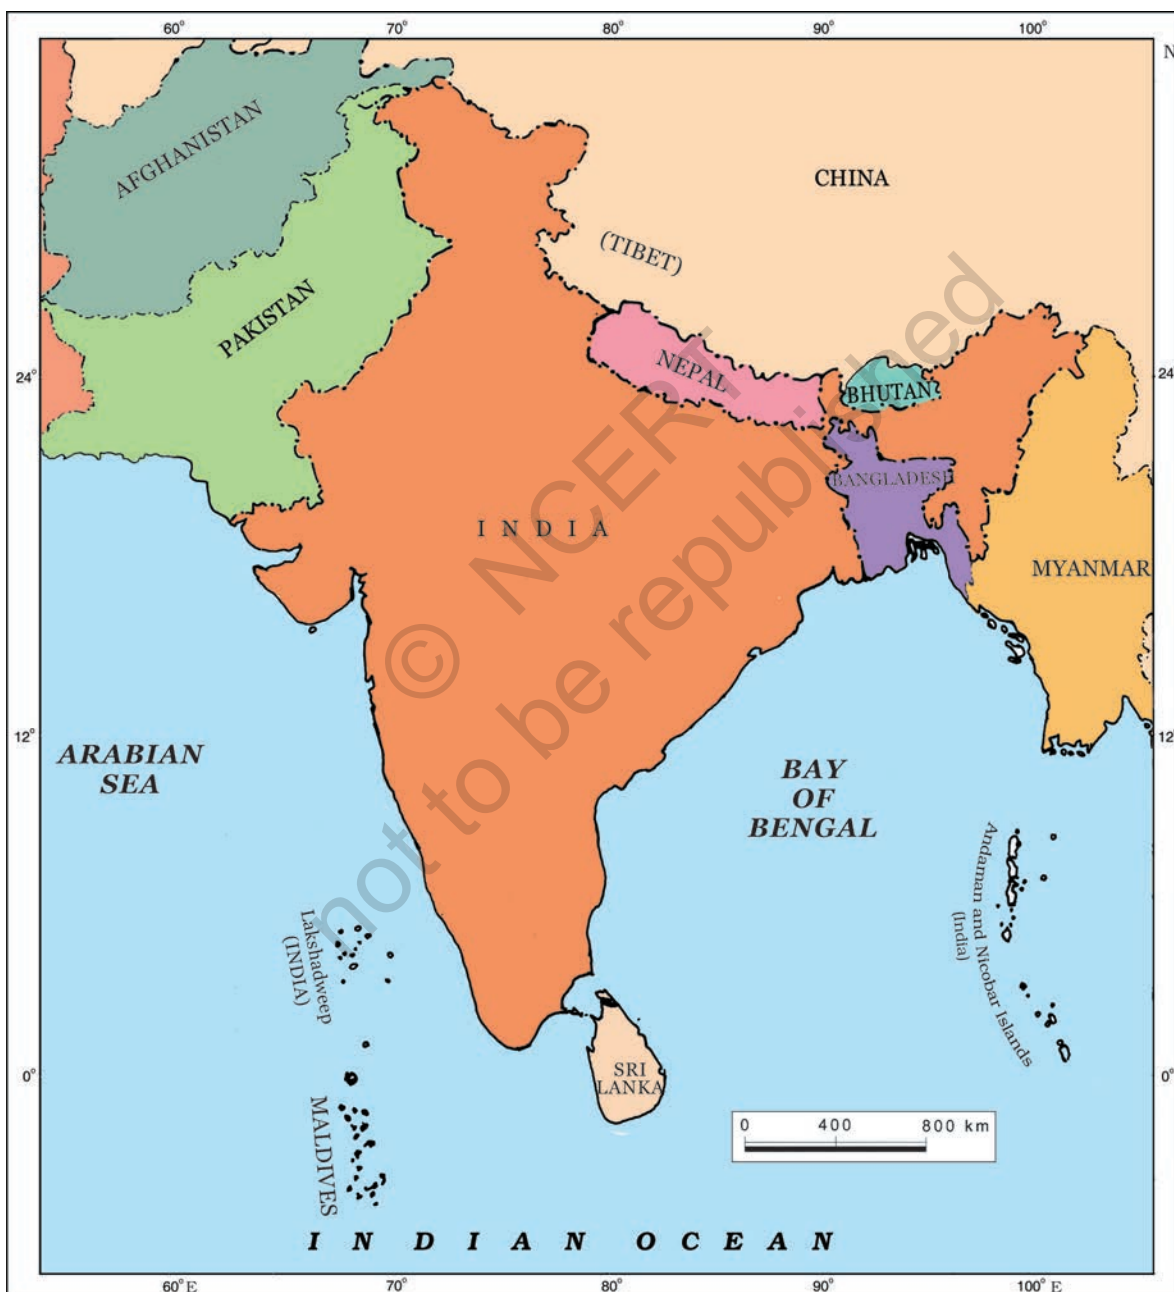 60°
70°
80°
90°
100°
N
AFGHANISTAN
CHINA
(TIBET)
PAKISTAN
24°
24°
NEPAL
BHUTAN
BANGLADESH
INDIA
MYANMAR
© NCERT
not to be republished
12°
12°
ARABIAN
SEA
BAY
OF
BENGAL
Andaman and Nicobar Islands
(India)
Lakshadweep
(INDIA)
0°
0°
SRI
LANKA
MALDIVES
0 400 800 km
INDIAN OCEAN
60° E
70°
80°
90°
100° E